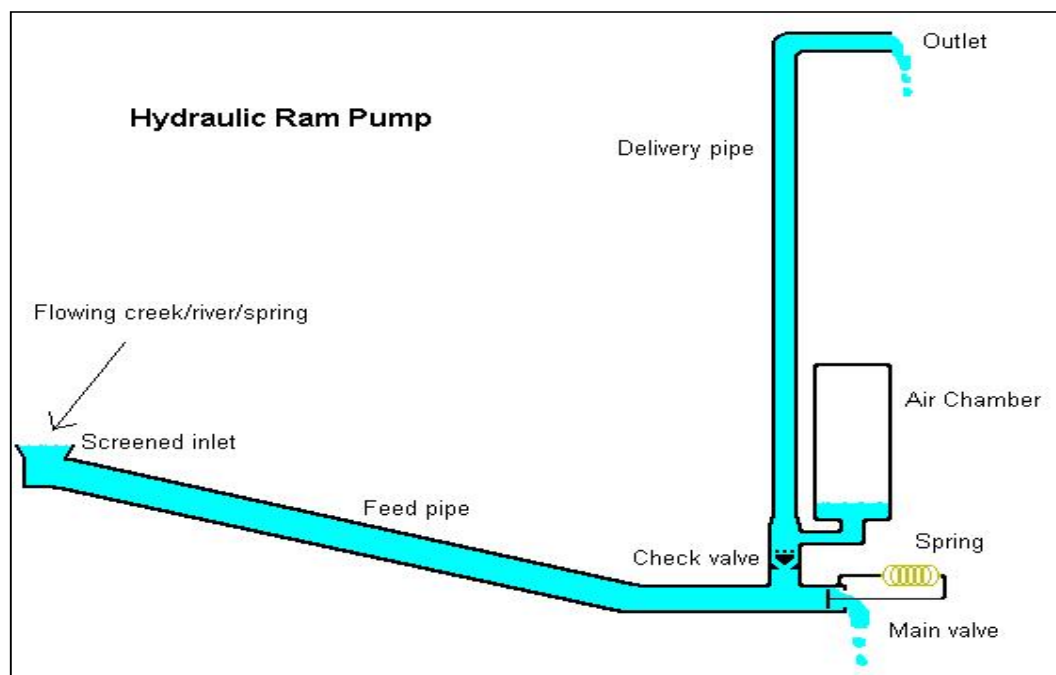 Outlet
Hydraulic Ram Pump
Delivery pipe
Flowing creek/river/spring
Air Chamber
Screened inlet
Feed pipe
Spring
Check valve
Main valve